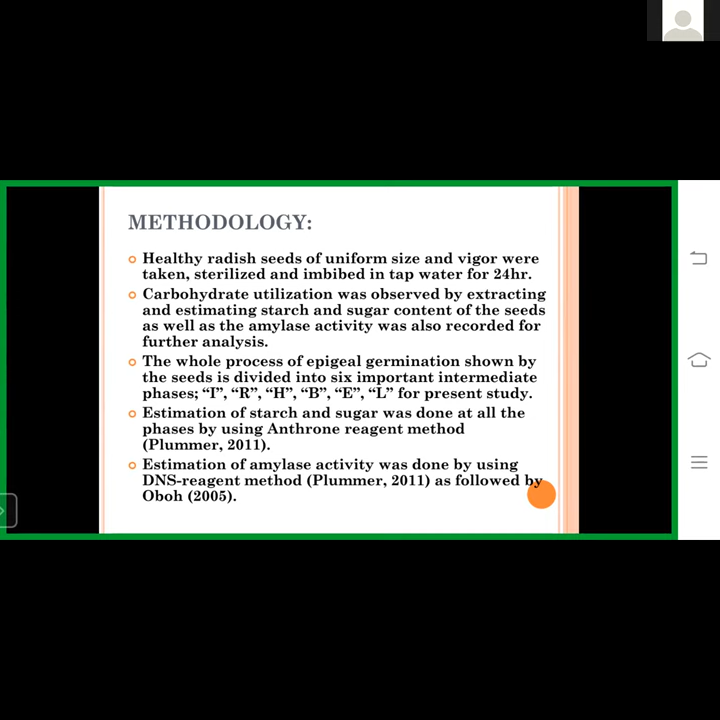 METHODOLOGY:
Healthy radish seeds of uniform size and vigor were
taken, sterilized and imbibed in tap water for 24hr.
Carbohydrate utilization was observed by extracting
and estimating starch and sugar content of the seeds
as well as the amylase activity was also recorded for
further analysis.
The whole process of epigeal germination shown by
the seeds is divided into six important intermediate
phases; “I”, “R”, “H”, “B”, “E”, “L” for present study.
Estimation of starch and sugar was done at all the
phases by using Anthrone reagent method
(Plummer, 2011).
Estimation of amylase activity was done by using
DNS-reagent method (Plummer, 2011) as followed by
Oboh (2005).